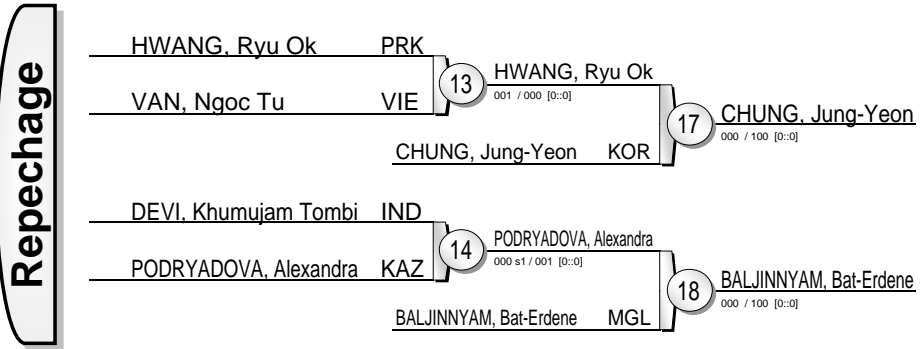 Repechage
HWANG, Ryu Ok PRK
VAN, Ngoc Tu VIE
13
HWANG, Ryu Ok
001 / 000 [0::0]
CHUNG, Jung-Yeon KOR
17
CHUNG, Jung-Yeon
000 / 100 [0::0]
DEVI, Khumujam Tombi IND
PODRYADOVA, Alexandra KAZ
14
PODRYADOVA, Alexandra
000 s1 / 001 [0::0]
BALJINNYAM, Bat-Erdene MGL
18
BALJINNYAM, Bat-Erdene
000 / 100 [0::0]